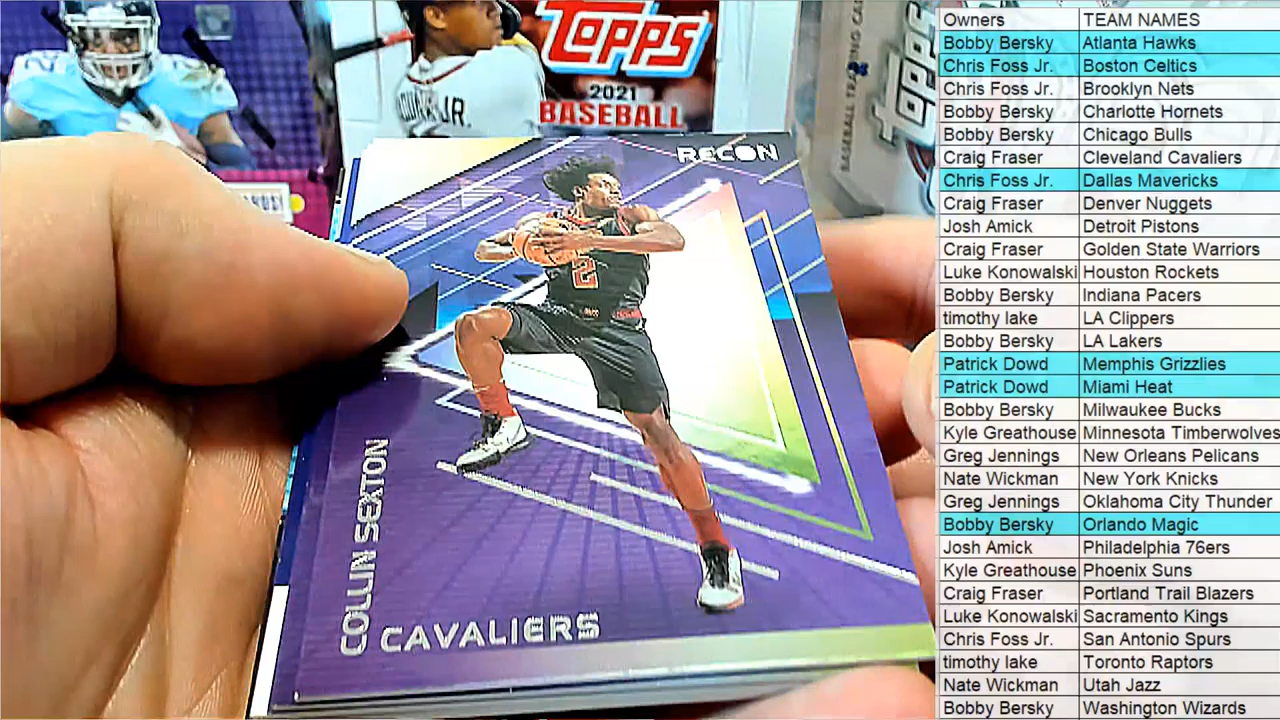 TOPPS
2021
BASEBALL
JR.
BASEBALL TRADING CA
TOPPS
RECON
2
COLLIN SEXTON
CAVALIERS
Owners TEAM NAMES
Bobby Bersky Atlanta Hawks
Chris Foss Jr. Boston Celtics
Chris Foss Jr. Brooklyn Nets
Bobby Bersky Charlotte Hornets
Bobby Bersky Chicago Bulls
Craig Fraser Cleveland Cavaliers
Chris Foss Jr. Dallas Mavericks
Craig Fraser Denver Nuggets
Josh Amick Detroit Pistons
Craig Fraser Golden State Warriors
Luke Konowalski Houston Rockets
Bobby Bersky Indiana Pacers
timothy lake LA Clippers
Bobby Bersky LA Lakers
Patrick Dowd Memphis Grizzlies
Patrick Dowd Miami Heat
Bobby Bersky Milwaukee Bucks
Kyle Greathouse Minnesota Timberwolves
Greg Jennings New Orleans Pelicans
Nate Wickman New York Knicks
Greg Jennings Oklahoma City Thunder
Bobby Bersky Orlando Magic
Josh Amick Philadelphia 76ers
Kyle Greathouse Phoenix Suns
Craig Fraser Portland Trail Blazers
Luke Konowalski Sacramento Kings
Chris Foss Jr. San Antonio Spurs
timothy lake Toronto Raptors
Nate Wickman Utah Jazz
Bobby Bersky Washington Wizards